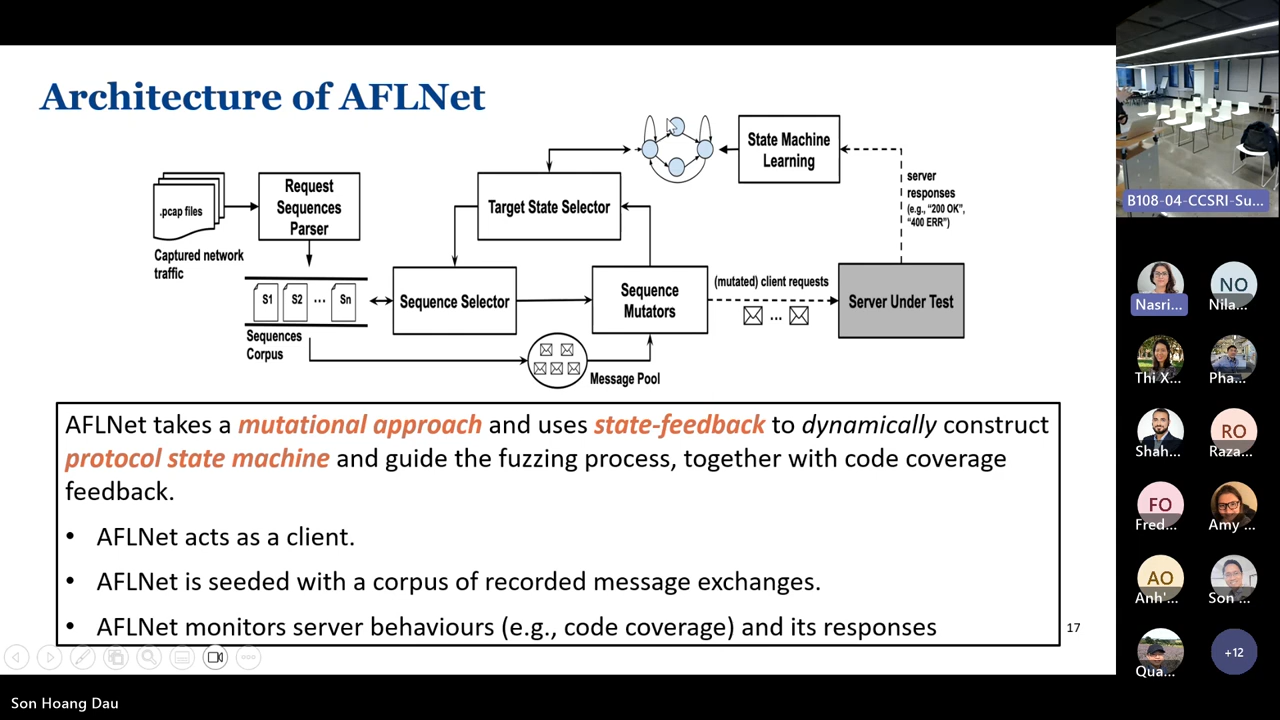 Architecture of AFLNet
.pcap files
Captured network
traffic
Request
Sequences
Parser
S1
S2
...
Sn
Sequences
Corpus
Target State Selector
Sequence Selector
Sequence
Mutators
Message Pool
State Machine
Learning
server
responses
(e.g., “200 OK”,
“400 ERR”)
(mutated) client requests
...
Server Under Test
AFLNet takes a mutational approach and uses state-feedback to dynamically construct
protocol state machine and guide the fuzzing process, together with code coverage
feedback.
• AFLNet acts as a client.
• AFLNet is seeded with a corpus of recorded message exchanges.
• AFLNet monitors server behaviours (e.g., code coverage) and its responses
17
Son Hoang Dau
B108-04-CCSRI-Su...
Nasri...
NO
Nila...
Thi X...
Pha...
Shah...
RO
Raza...
FO
Fred...
Amy ...
AO
Anh'...
Son ...
Qua...
+12